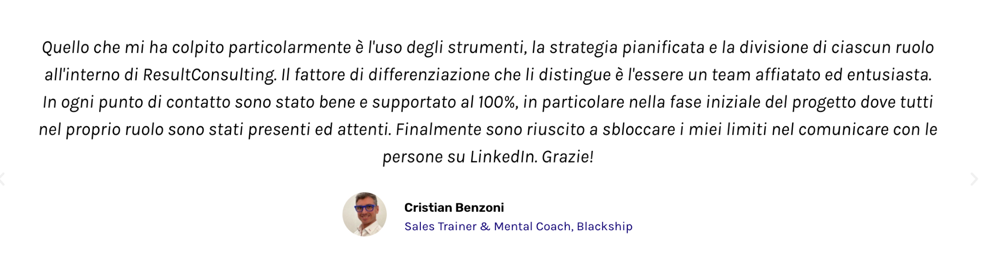 Quello che mi ha colpito particolarmente è l'uso degli strumenti, la strategia pianificata e la divisione di ciascun ruolo
all'interno di ResultConsulting. Il fattore di differenziazione che li distingue è l'essere un team affiatato ed entusiasta.
In ogni punto di contatto sono stato bene e supportato al 100%, in particolare nella fase iniziale del progetto dove tutti
nel proprio ruolo sono stati presenti ed attenti. Finalmente sono riuscito a sbloccare i miei limiti nel comunicare con le
persone su LinkedIn. Grazie!
Cristian Benzoni
Sales Trainer & Mental Coach, Blackship